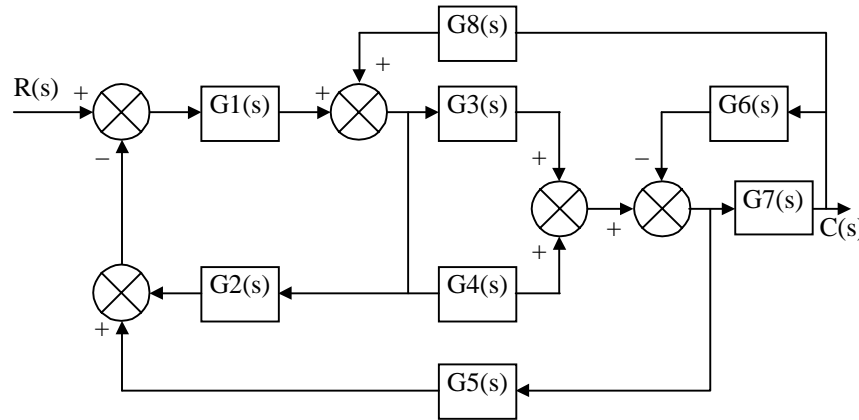 G8(s)
+
R(s) + G1(s) + G3(s) G6(s)
−
+
−
G7(s)
+
+
C(s)
−
G2(s)
G4(s)
+
G5(s)